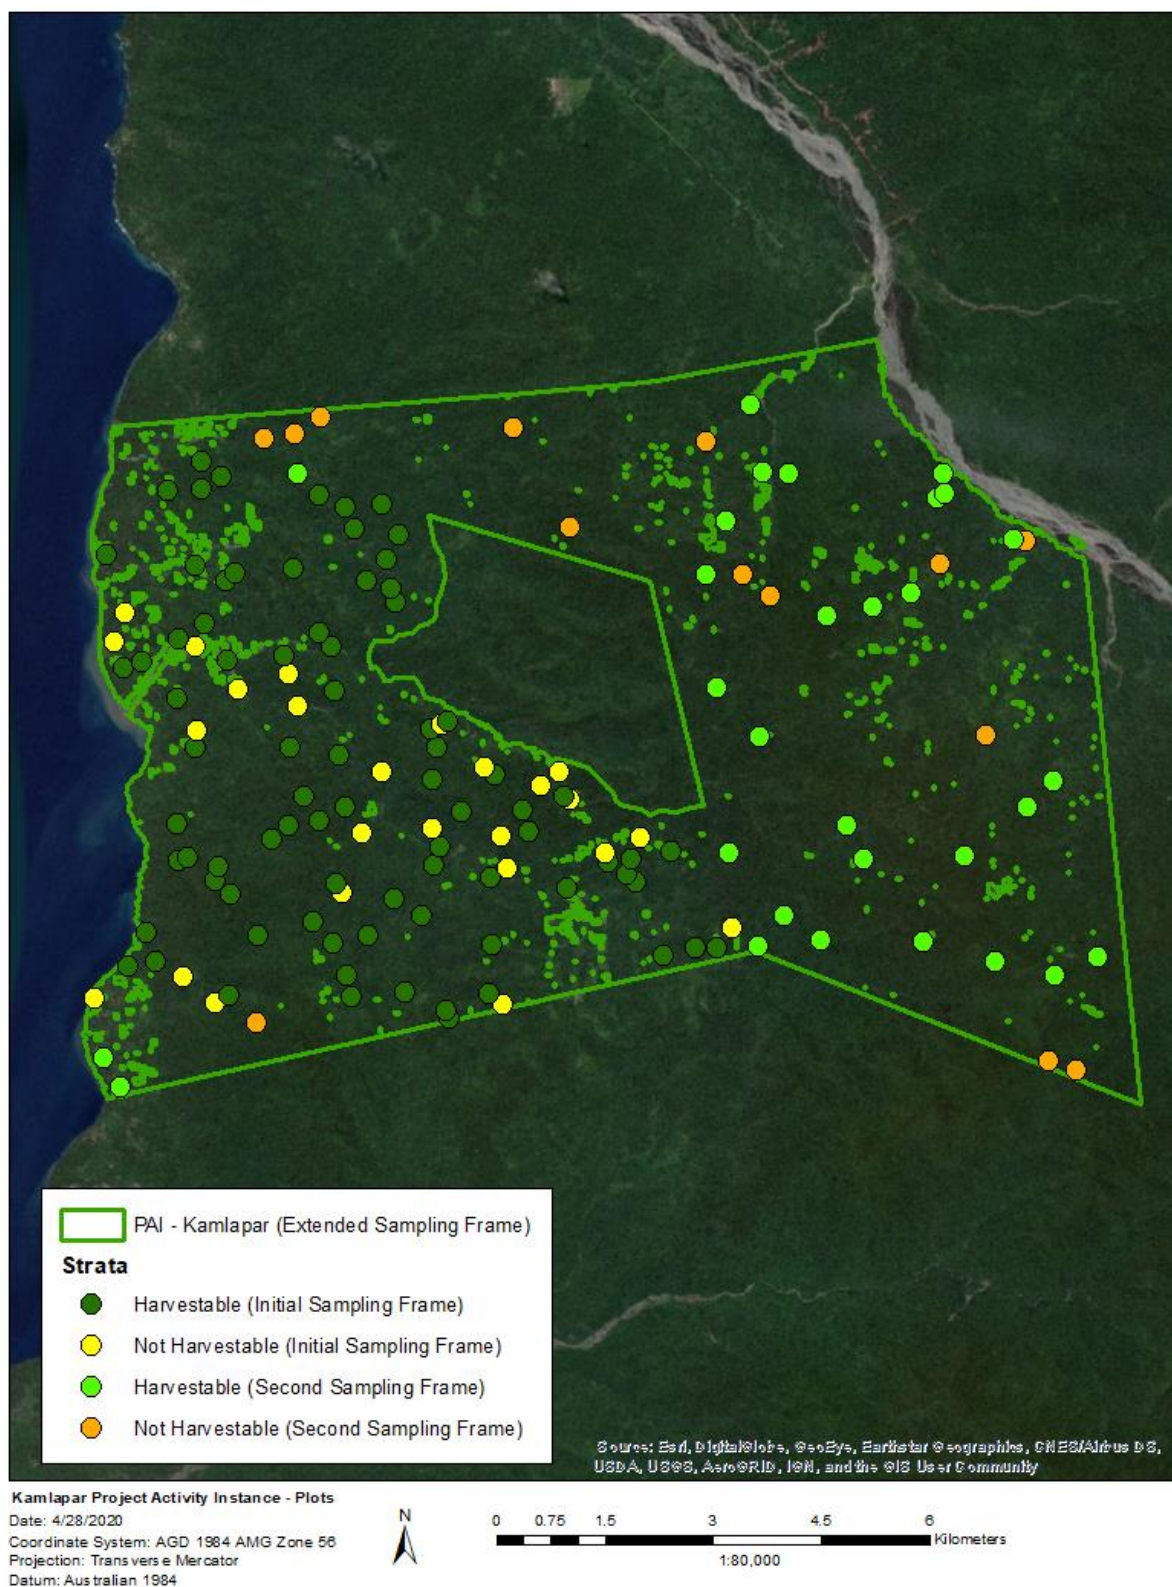 PAI - Kamlapar (Extended Sampling Frame)
Strata
Harvestable (Initial Sampling Frame)
Not Harvestable (Initial Sampling Frame)
Harvestable (Second Sampling Frame)
Not Harvestable (Second Sampling Frame)
Source: Esri, DigitalGlobe, GeoEye, Earthstar Geographics, CNES/Airbus DS,
USDA, USGS, AeroGRID, IGN, and the GIS User Community
Kamlapar Project Activity Instance - Plots
Date: 4/28/2020
Coordinate System: AGD 1984 AMG Zone 56
Projection: Transverse Mercator
Datum: Australian 1984
N
0 0.75 1.5 3 4.5 6
Kilometers
1:80,000